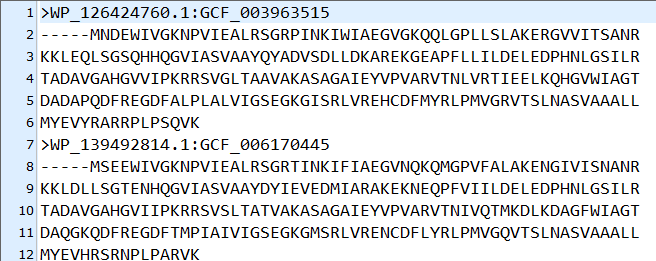 1 >WP_126424760.1:GCF_003963515
2 -----MNDEWIVGKNPVIEALRSGRPINKIWIAEGVGKQQLGPLLSLAKERGVVITSANR
3 KKLEQLSGSQHHQGVIASVAAYQYADVSDLLDKAREKGEAPFLLILDELEDPHNLGSILR
4 TADAVGAHGVVIPKRRSVGLTAAVAKASAGAIEYVPVARVTNLVRTIEELKQHGVWIAGT
5 DADAPQDFREGDFALPLALVIGSEGKGISRLVREHCDFMYRLPMVGRVTSLNASVAAALL
6 MYEVYRARRPLPSQVK
7 >WP_139492814.1:GCF_006170445
8 -----MSEEWIVGKNPVIEALRSGRTINKIFIAEGVNQKQMGPVFALAKENGIVISNANR
9 KKLDLLSGTENHQGVIASVAAYDYIEVEDMIARAKEKNEQPFVIILDELEDPHNLGSILR
10 TADAVGAHGVIIPKRRSVSLTATVAKASAGAIEYVPVARVTNIVQTMKDLKDAGFWIAGT
11 DAQGKQDFREGDFTMPIAIVIGSEGKGMSRLVRENCDFLYRLPMVGQVTSLNASVAAALL
12 MYEVHRSRNPLPARVK